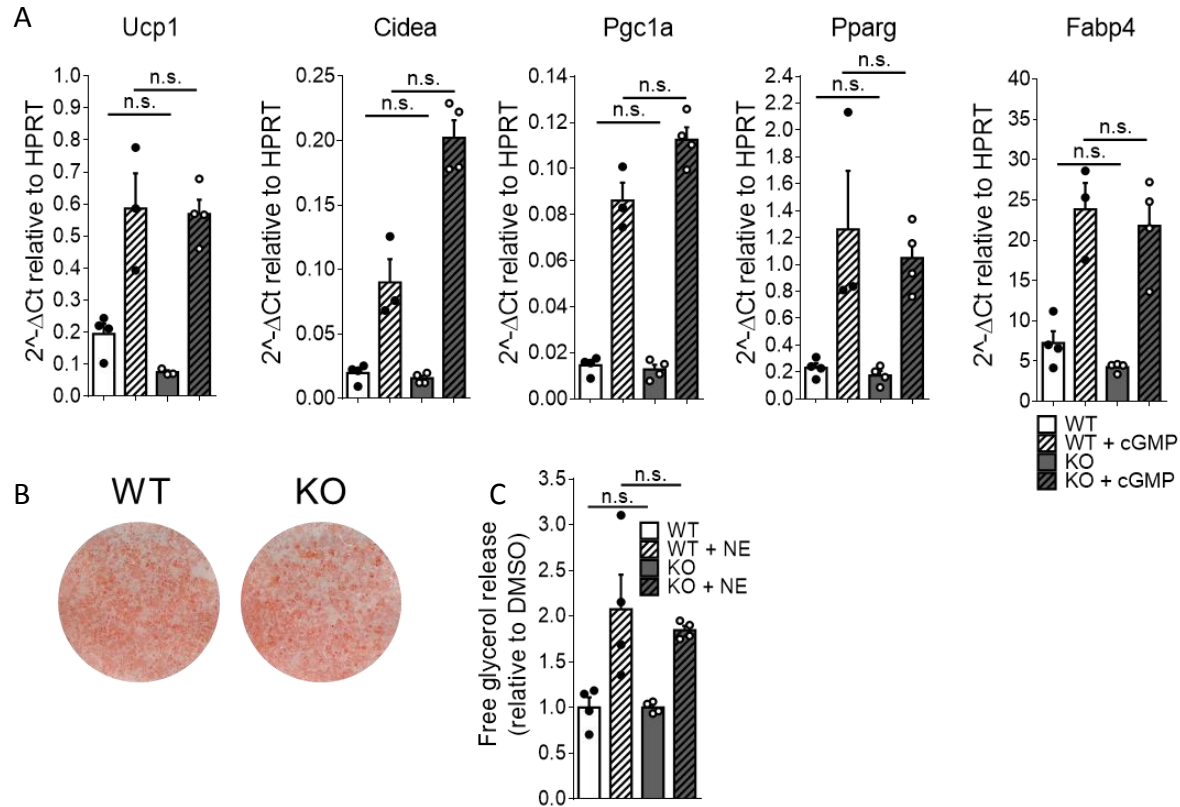 A
Ucp1
Cidea
Pgc1a
Pparg
Fabp4
2^-ΔCt relative to HPRT
1.0
0.9
0.8
0.7
0.6
0.5
0.4
0.3
0.2
0.1
0.0
n.s.
n.s.
2^-ΔCt relative to HPRT
0.25
0.20
0.15
0.10
0.05
0.00
n.s.
n.s.
2^-ΔCt relative to HPRT
0.14
0.12
0.10
0.08
0.06
0.04
0.02
0.00
n.s.
n.s.
2^-ΔCt relative to HPRT
2.4
2.2
2.0
1.8
1.6
1.4
1.2
1.0
0.8
0.6
0.4
0.2
0.0
n.s.
n.s.
2^-ΔCt relative to HPRT
40
35
30
25
20
15
10
5
0
n.s.
n.s.
WT
WT + cGMP
KO
KO + cGMP
B
WT
KO
C
Free glycerol release
(relative to DMSO)
3.5
3.0
2.5
2.0
1.5
1.0
0.5
0.0
n.s.
n.s.
WT
WT + NE
KO
KO + NE